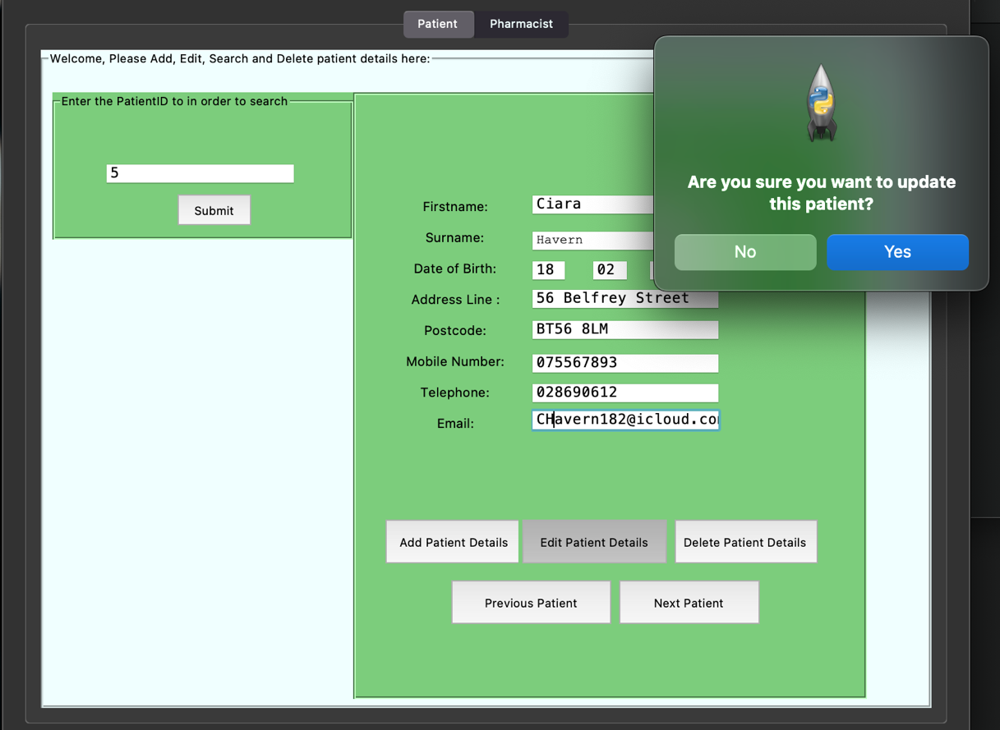 Patient
Pharmacist
Welcome, Please Add, Edit, Search and Delete patient details here:
Enter the PatientID to in order to search
5
Submit
Firstname: Ciara
Surname: Havern
Date of Birth: 18 02
Address Line : 56 Belfrey Street
Postcode: BT56 8LM
Mobile Number: 075567893
Telephone: 028690612
Email: CHavern182@icloud.co
Add Patient Details
Edit Patient Details
Delete Patient Details
Previous Patient
Next Patient
Are you sure you want to update
this patient?
No
Yes